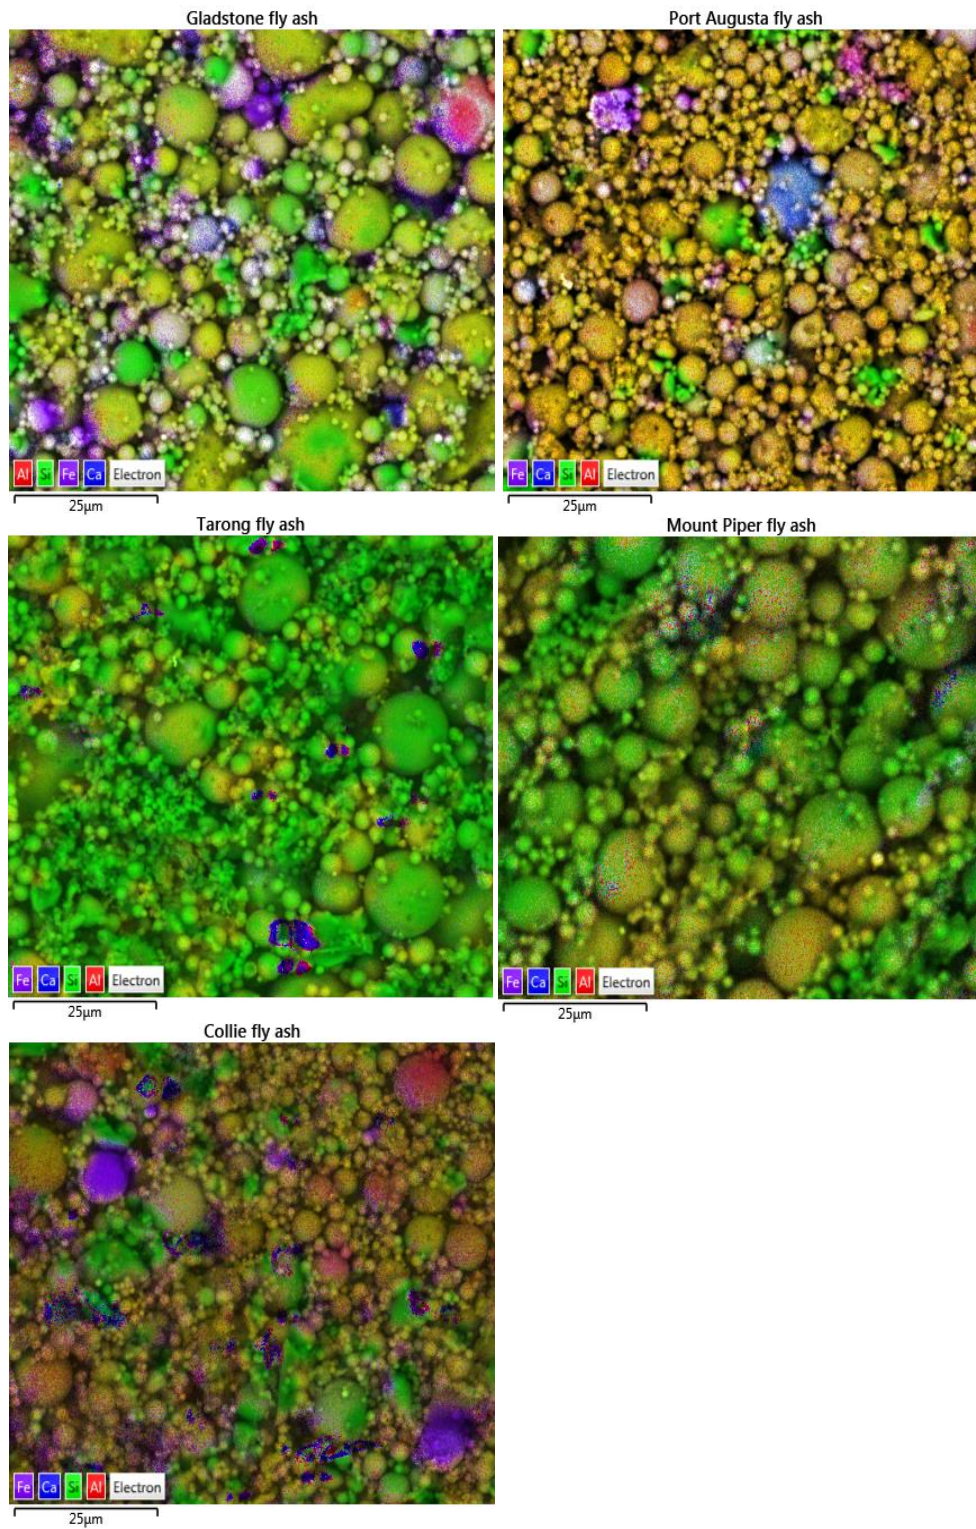 Gladstone fly ash
Port Augusta fly ash
Al Si Fe Ca Electron
25µm
Fe Ca Si Al Electron
25µm
Tarong fly ash
Mount Piper fly ash
Fe Ca Si Al Electron
25µm
Fe Ca Si Al Electron
25µm
Collie fly ash
Fe Ca Si Al Electron
25µm